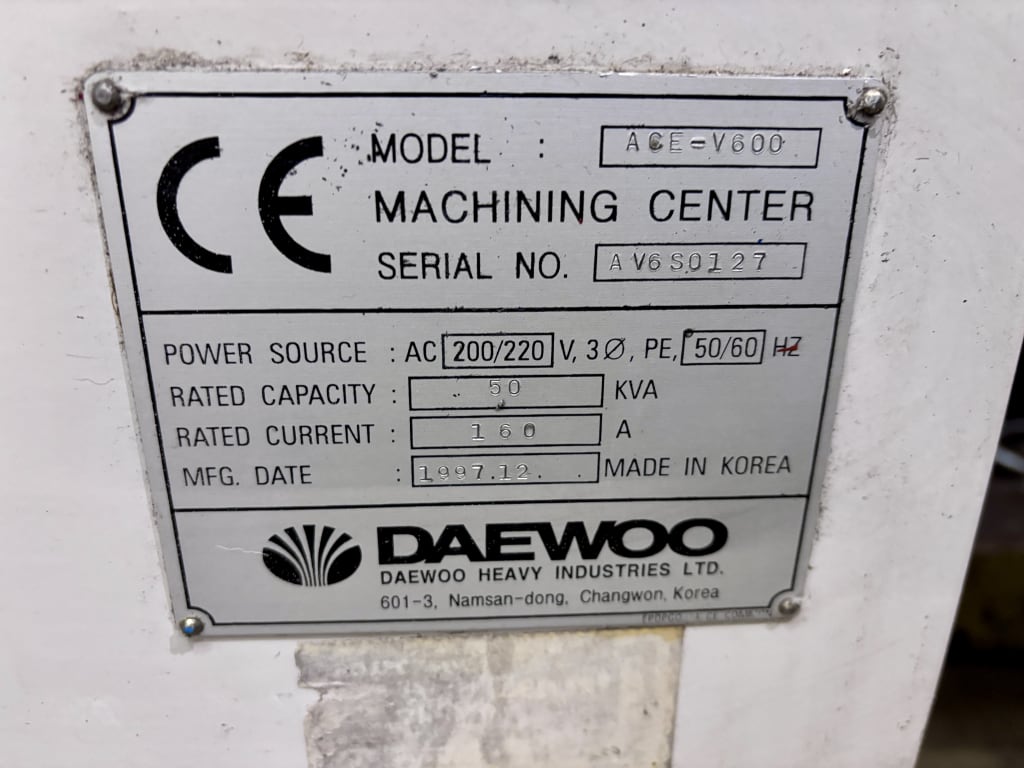 CE
MODEL : ACE-V600
MACHINING CENTER
SERIAL NO. AV6S0127
POWER SOURCE : AC 200/220 V, 3Ø, PE, 50/60 HZ
RATED CAPACITY : 50 KVA
RATED CURRENT : 160 A
MFG. DATE : 1997.12. . MADE IN KOREA
DAEWOO
DAEWOO HEAVY INDUSTRIES LTD.
601-3, Namsan-dong, Changwon, Korea